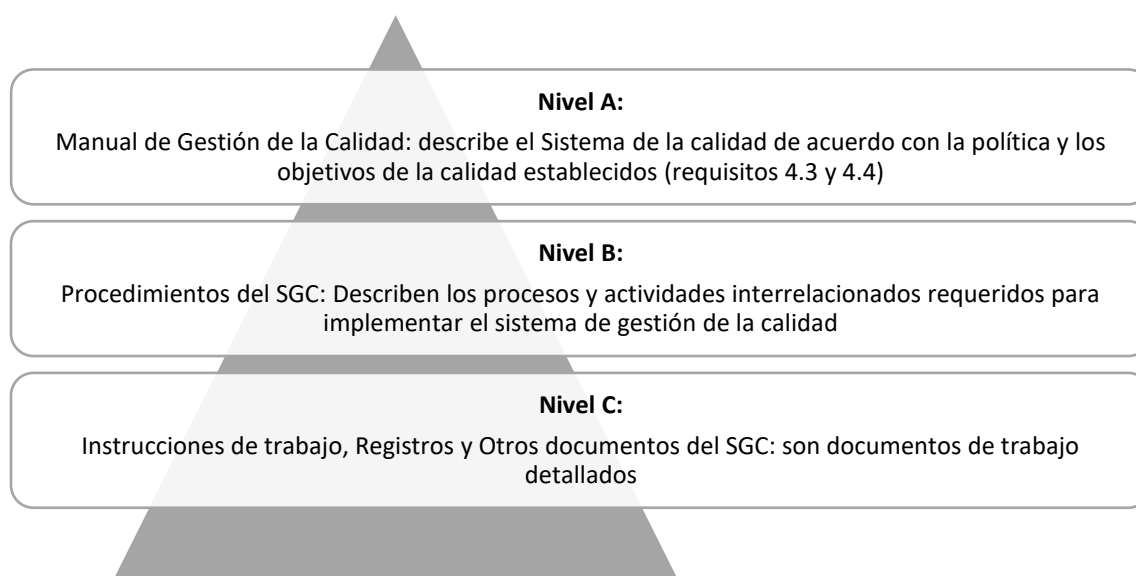 Nivel A:
Manual de Gestión de la Calidad: describe el Sistema de la calidad de acuerdo con la política y los
objetivos de la calidad establecidos (requisitos 4.3 y 4.4)
Nivel B:
Procedimientos del SGC: Describen los procesos y actividades interrelacionados requeridos para
implementar el sistema de gestión de la calidad
Nivel C:
Instrucciones de trabajo, Registros y Otros documentos del SGC: son documentos de trabajo
detallados